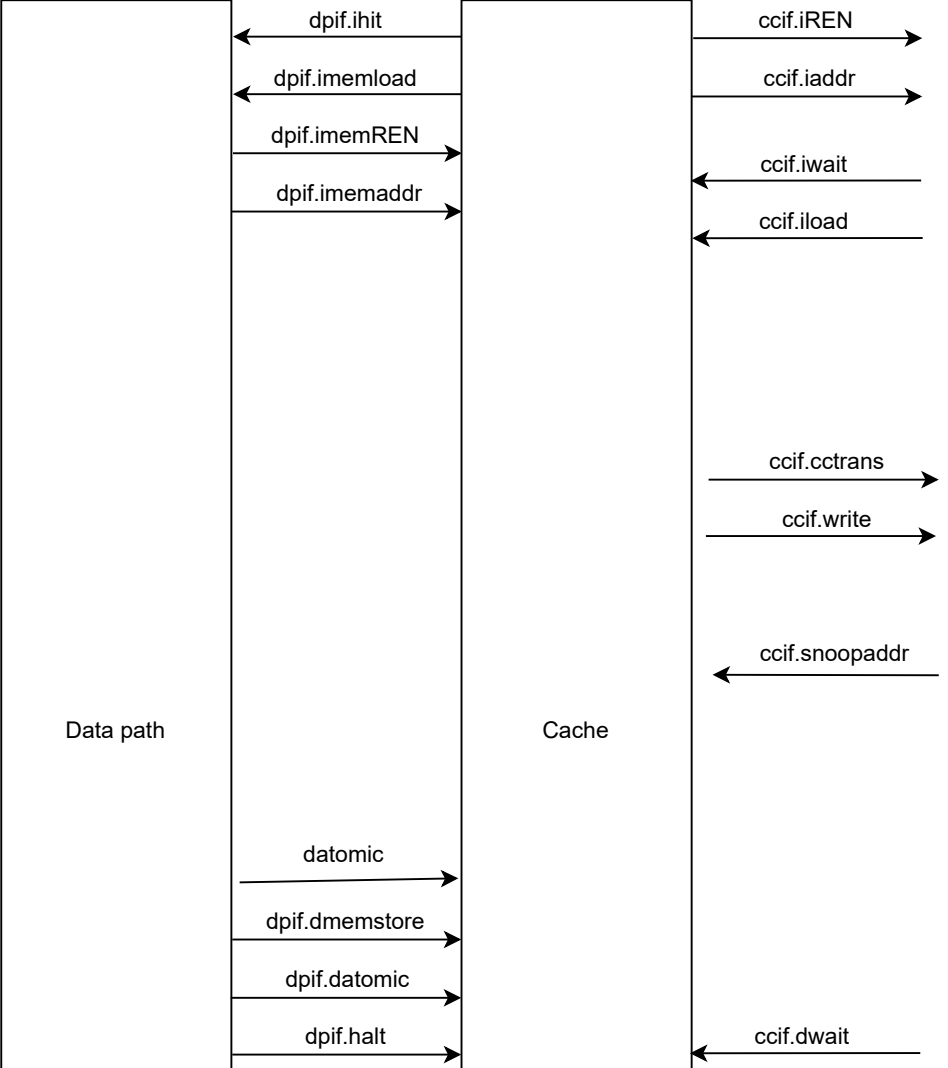 dpif.ihit
ccif.iREN
dpif.imemload
ccif.iaddr
dpif.imemREN
ccif.iwait
dpif.imemaddr
ccif.iload
ccif.cctrans
ccif.write
ccif.snoopaddr
Data path
Cache
datomic
dpif.dmemstore
dpif.datomic
dpif.halt
ccif.dwait